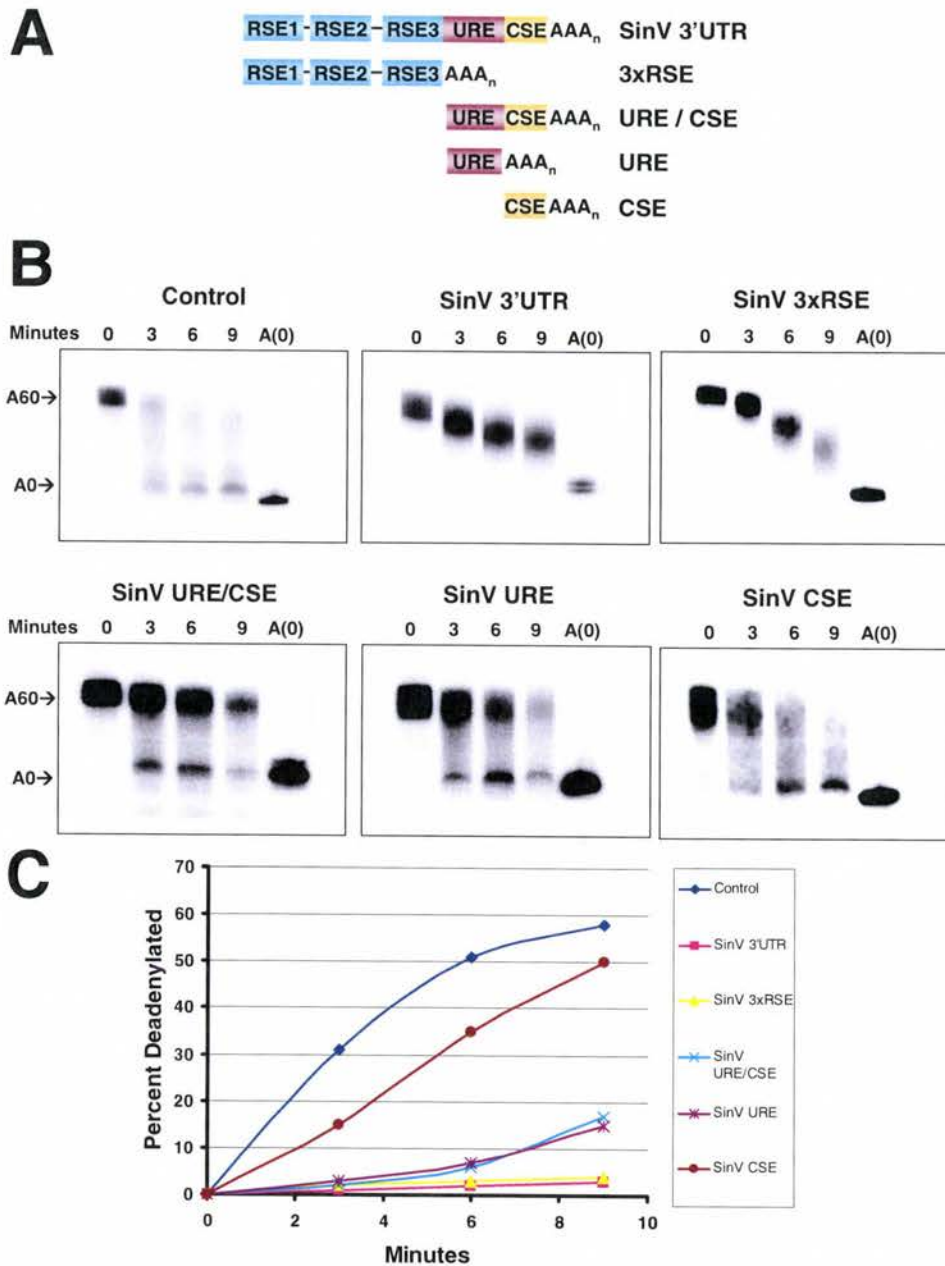 A
RSE1 RSE2 RSE3 URE CSE AAAn SinV 3'UTR
RSE1 RSE2 RSE3 AAAn 3xRSE
URE CSE AAAn URE / CSE
URE AAAn URE
CSE AAAn CSE
B
Control
Minutes 0 3 6 9 A(0)
A60→
A0→
SinV 3'UTR
0 3 6 9 A(0)
SinV 3xRSE
0 3 6 9 A(0)
SinV URE/CSE
Minutes 0 3 6 9 A(0)
A60→
A0→
SinV URE
0 3 6 9 A(0)
SinV CSE
0 3 6 9 A(0)
C
Percent Deadenylated
70
60
50
40
30
20
10
0
0 2 4 6 8 10
Minutes
Control
SinV 3'UTR
SinV 3xRSE
SinV
URE/CSE
SinV URE
SinV CSE